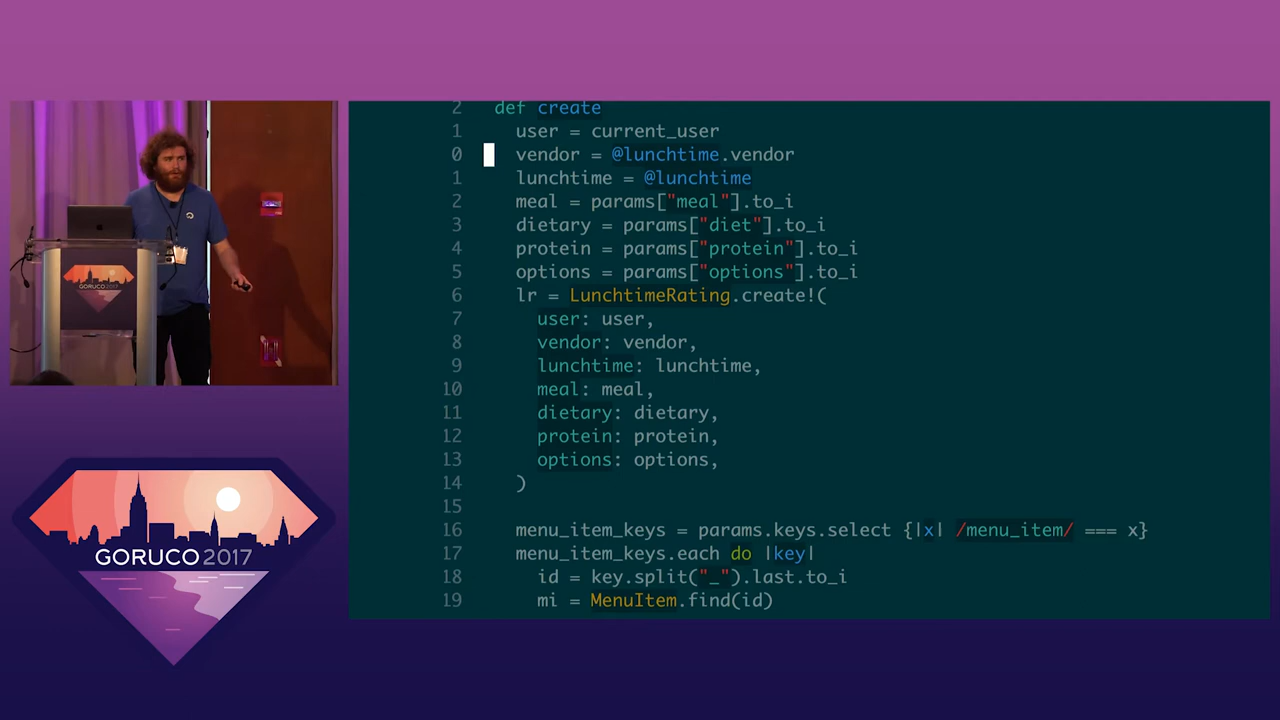 2 def create
1 user = current_user
0 vendor = @lunchtime.vendor
1 lunchtime = @lunchtime
2 meal = params["meal"].to_i
3 dietary = params["diet"].to_i
4 protein = params["protein"].to_i
5 options = params["options"].to_i
6 lr = LunchtimeRating.create!(
7 user: user,
8 vendor: vendor,
9 lunchtime: lunchtime,
10 meal: meal,
11 dietary: dietary,
12 protein: protein,
13 options: options,
14 )
15
16 menu_item_keys = params.keys.select {|x| /menu_item/ === x}
17 menu_item_keys.each do |key|
18 id = key.split("_").last.to_i
19 mi = MenuItem.find(id)
GORUCO 2017
GORUCO 2017